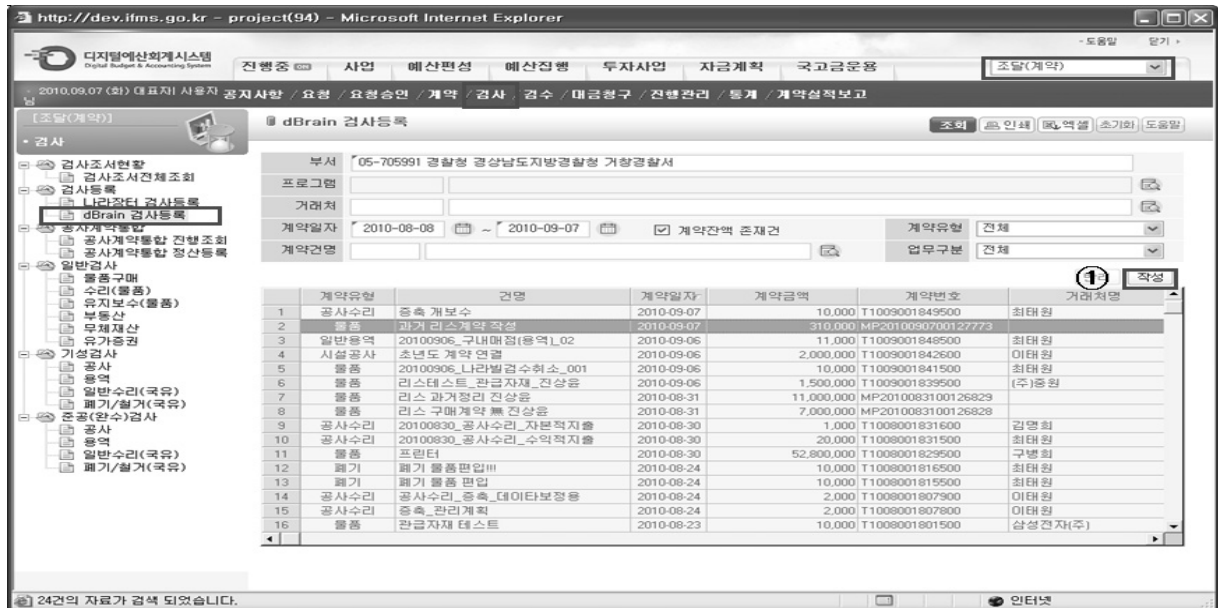 http://dev.ifms.go.kr - project(94) - Microsoft Internet Explorer
- 도움말 닫기 ›
디지털예산회계시스템
Digital Budget & Accounting System
진행중 사업 예산편성 예산집행 투자사업 자금계획 국고금운용 조달(계약)
2010.09.07 (화) 대표자 사용자님 공지사항 / 요청 / 요청승인 / 계약 / 검사 / 검수 / 대금청구 / 진행관리 / 통계 / 계약실적보고
[조달(계약)]
• 검사
dBrain 검사등록
조회 인쇄 엑셀 초기화 도움말
검사조서현황
검사조서전체조회
검사등록
나라장터 검사등록
dBrain 검사등록
공사계약통합
공사계약통합 진행조회
공사계약통합 정산등록
일반검사
물품구매
수리(물품)
유지보수(물품)
부동산
무체재산
유가증권
기성검사
공사
용역
일반수리(국유)
폐기/철거(국유)
준공(완수)검사
공사
용역
일반수리(국유)
폐기/철거(국유)
부서 05-705991 경찰청 경상남도지방경찰청 거창경찰서
프로그램
거래처
계약일자 2010-08-08 ~ 2010-09-07 계약잔액 존재건 계약유형 전체
계약건명 업무구분 전체
① 작성
계약유형 건명 계약일자 계약금액 계약번호 거래처명
1 공사수리 증축 개보수 2010-09-07 10,000 T1009001849500 최태원
2 물품 과거 리스계약 작성 2010-09-07 310,000 MP2010090700127773
3 일반용역 20100906_구내매점(용역)_02 2010-09-06 11,000 T1009001848500 최태원
4 시설공사 초년도 계약 연결 2010-09-06 2,000,000 T1009001842600 이태원
5 물품 20100906_나라빌검수취소_001 2010-09-06 10,000 T1009001841500 최태원
6 물품 리스테스트_관급자재_진상윤 2010-09-06 1,500,000 T1009001839500 (주)중원
7 물품 리스 과거정리 진상윤 2010-08-31 11,000,000 MP2010083100126829
8 물품 리스 구매계약 無 진상윤 2010-08-31 7,000,000 MP2010083100126828
9 공사수리 20100830_공사수리_자본적지출 2010-08-30 1,000 T1008001831600 김명희
10 공사수리 20100830_공사수리_수익적지출 2010-08-30 20,000 T1008001831500 최태원
11 물품 프린터 2010-08-30 52,800,000 T1008001829500 구병희
12 폐기 폐기 물품편입!!! 2010-08-24 10,000 T1008001816500 최태원
13 폐기 폐기 물품 편입 2010-08-24 10,000 T1008001815500 최태원
14 공사수리 공사수리_증축_데이타보정용 2010-08-24 2,000 T1008001807900 이태원
15 공사수리 증축_관리계획 2010-08-24 2,000 T1008001807800 이태원
16 물품 관급자재 테스트 2010-08-23 10,000 T1008001801500 삼성전자(주)
24건의 자료가 검색 되었습니다.
인터넷